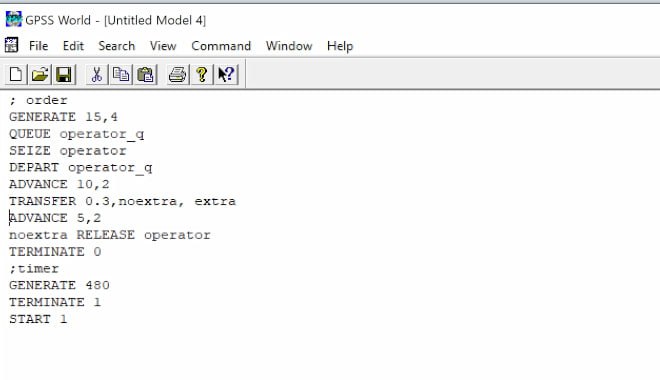 GPSS World - [Untitled Model 4]
File Edit Search View Command Window Help
; order
GENERATE 15,4
QUEUE operator_q
SEIZE operator
DEPART operator_q
ADVANCE 10,2
TRANSFER 0.3,noextra, extra
ADVANCE 5,2
noextra RELEASE operator
TERMINATE 0
;timer
GENERATE 480
TERMINATE 1
START 1